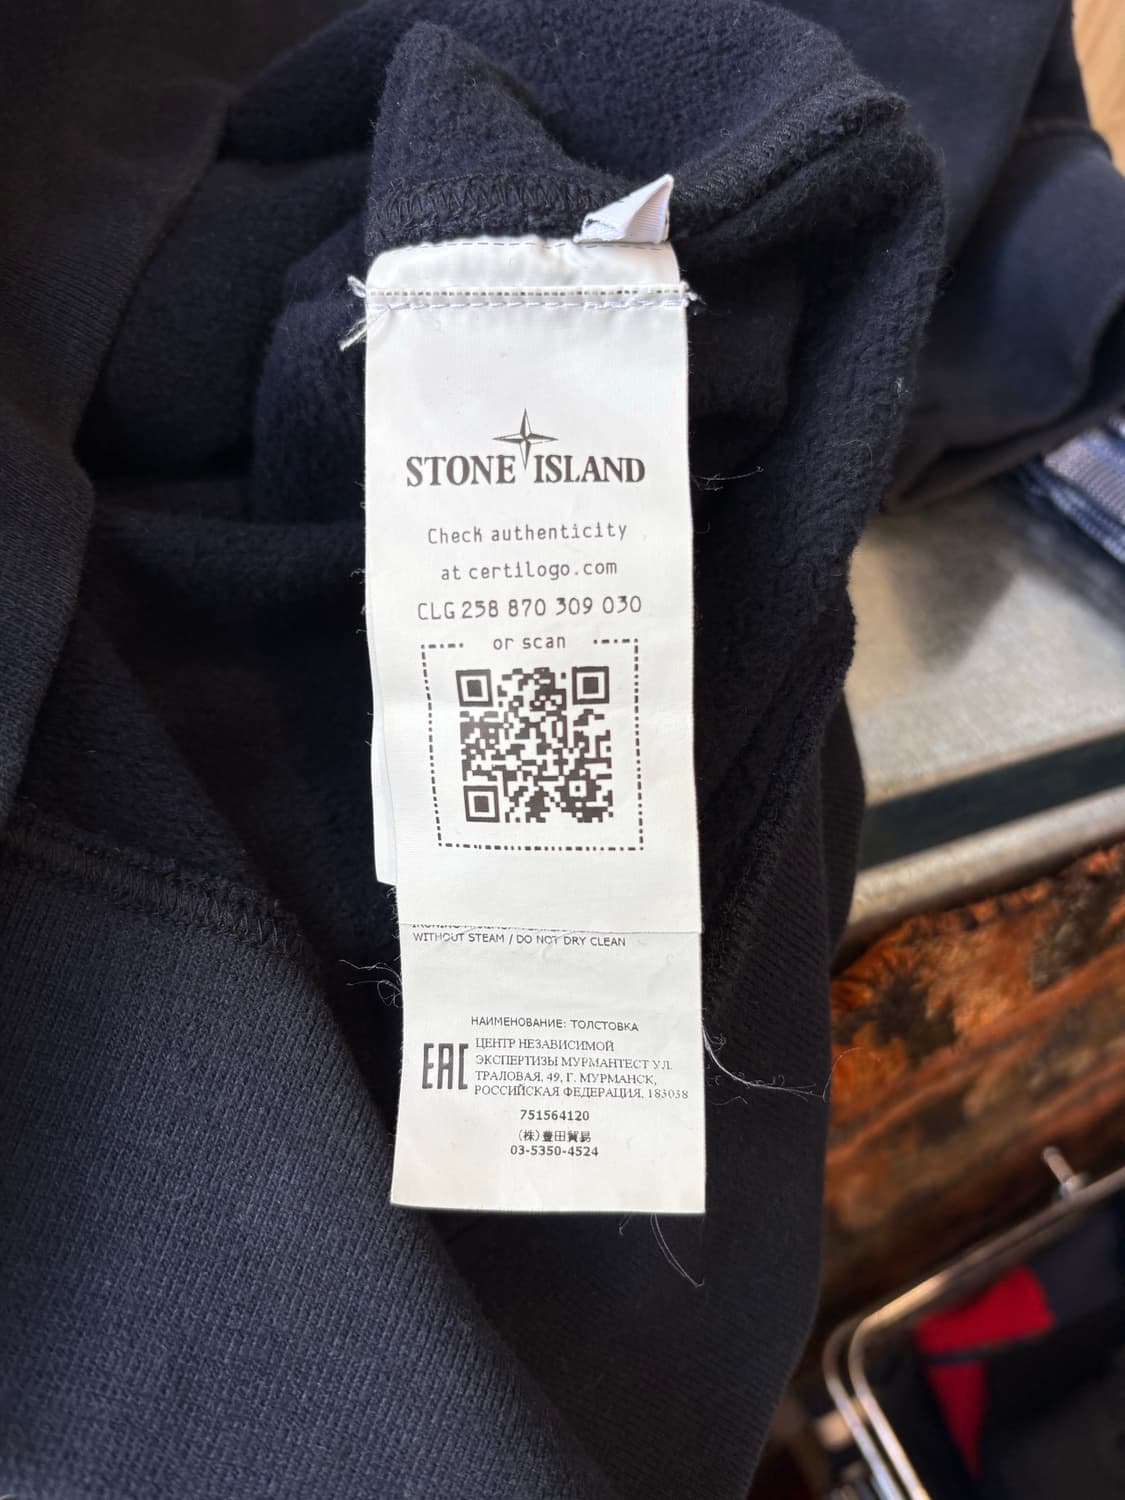 STONE ISLAND
Check authenticity
at certilogo.com
CLG 258 870 309 030
or scan
WITHOUT STEAM / DO NOT DRY CLEAN
НАИМЕНОВАНИЕ: ТОЛСТОВКА
EAC
ЦЕНТР НЕЗАВИСИМОЙ
ЭКСПЕРТИЗЫ МУРМАНТЕСТ УЛ.
ТРАЛОВАЯ, 49, Г. МУРМАНСК,
РОССИЙСКАЯ ФЕДЕРАЦИЯ, 183038
751564120
(株)豊田貿易
03-5350-4524